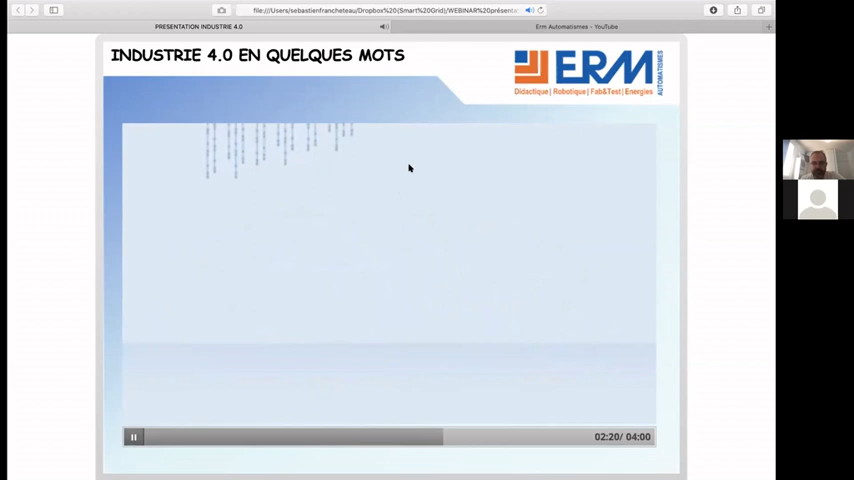 file:///Users/sebastienfrancheteau/Dropbox%20(Smart%20Grid)/WEBINAR%20présenta
PRESENTATION INDUSTRIE 4.0
Erm Automatismes - YouTube
INDUSTRIE 4.0 EN QUELQUES MOTS
ERM
AUTOMATISMES
Didactique | Robotique | Fab&Test | Energies
02:20/ 04:00